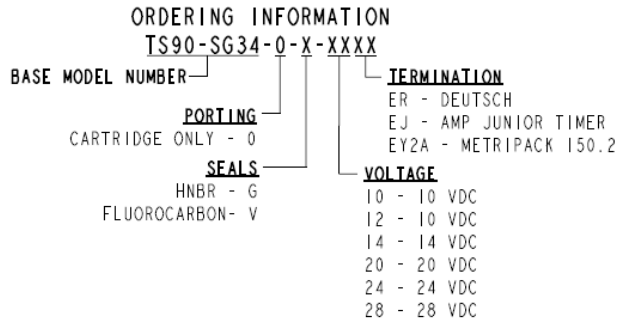 ORDERING INFORMATION
TS90-SG34-0-X-XXXX
BASE MODEL NUMBER
PORTING
CARTRIDGE ONLY - 0
SEALS
HNBR - G
FLUOROCARBON- V
TERMINATION
ER - DEUTSCH
EJ - AMP JUNIOR TIMER
EY2A - METRIPACK 150.2
VOLTAGE
10 - 10 VDC
12 - 10 VDC
14 - 14 VDC
20 - 20 VDC
24 - 24 VDC
28 - 28 VDC